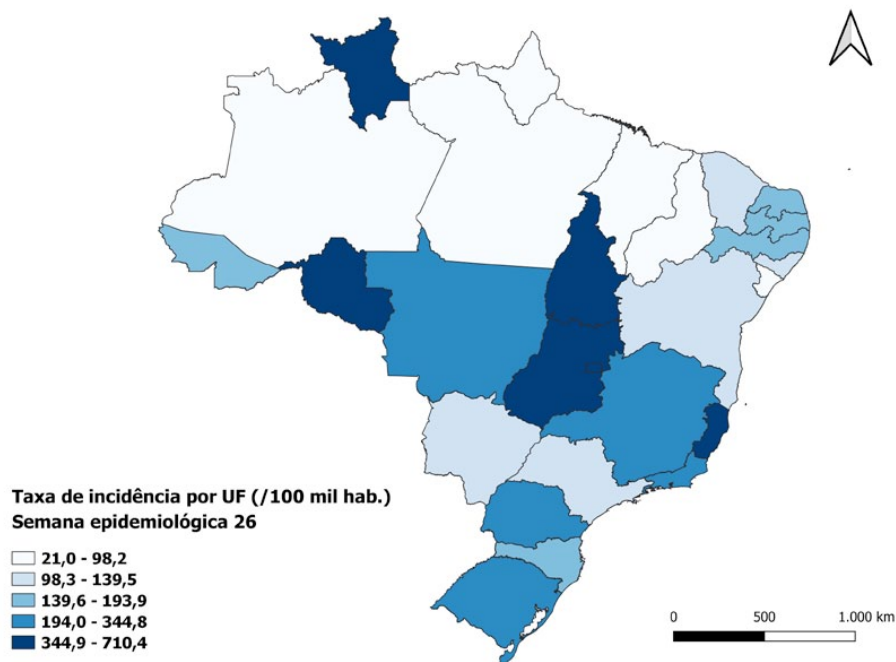 Taxa de incidência por UF (/100 mil hab.)
Semana epidemiológica 26
21,0 - 98,2
98,3 - 139,5
139,6 - 193,9
194,0 - 344,8
344,9 - 710,4
0 500 1.000 km